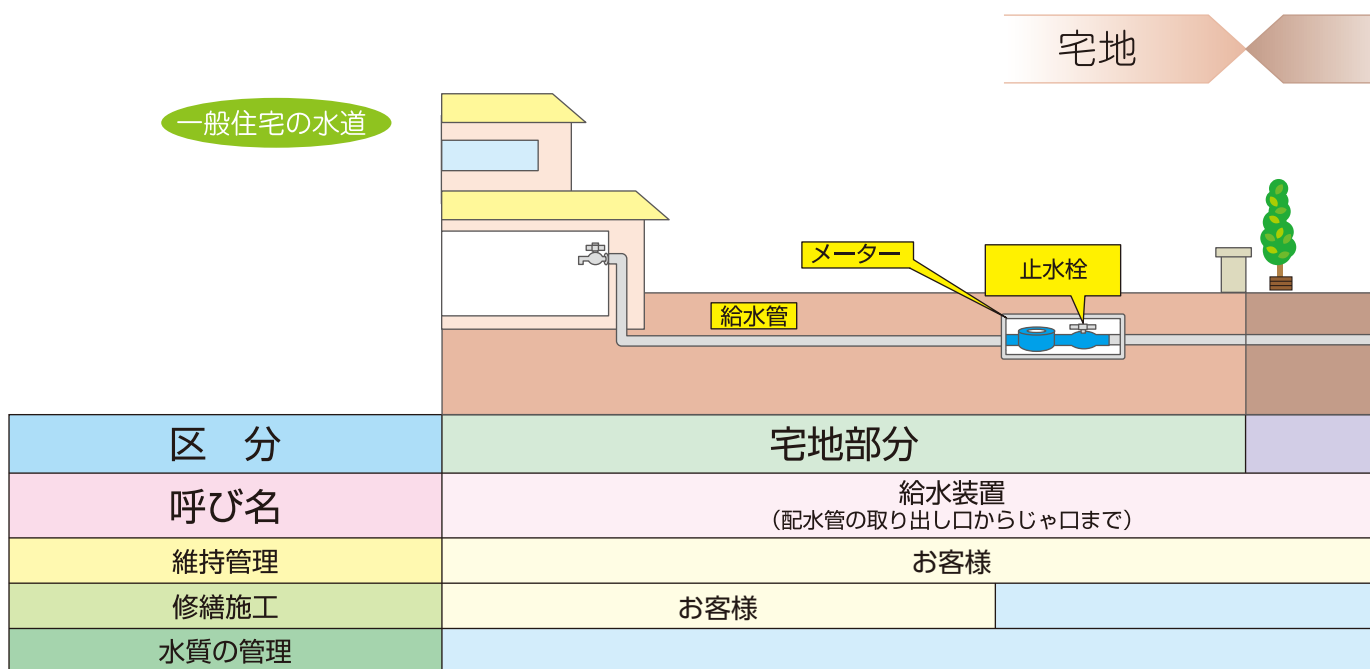 宅地
一般住宅の水道
メーター
止水栓
給水管
区　分
宅地部分
呼び名
給水装置
（配水管の取り出し口からじゃ口まで）
維持管理
お客様
修繕施工
お客様
水質の管理